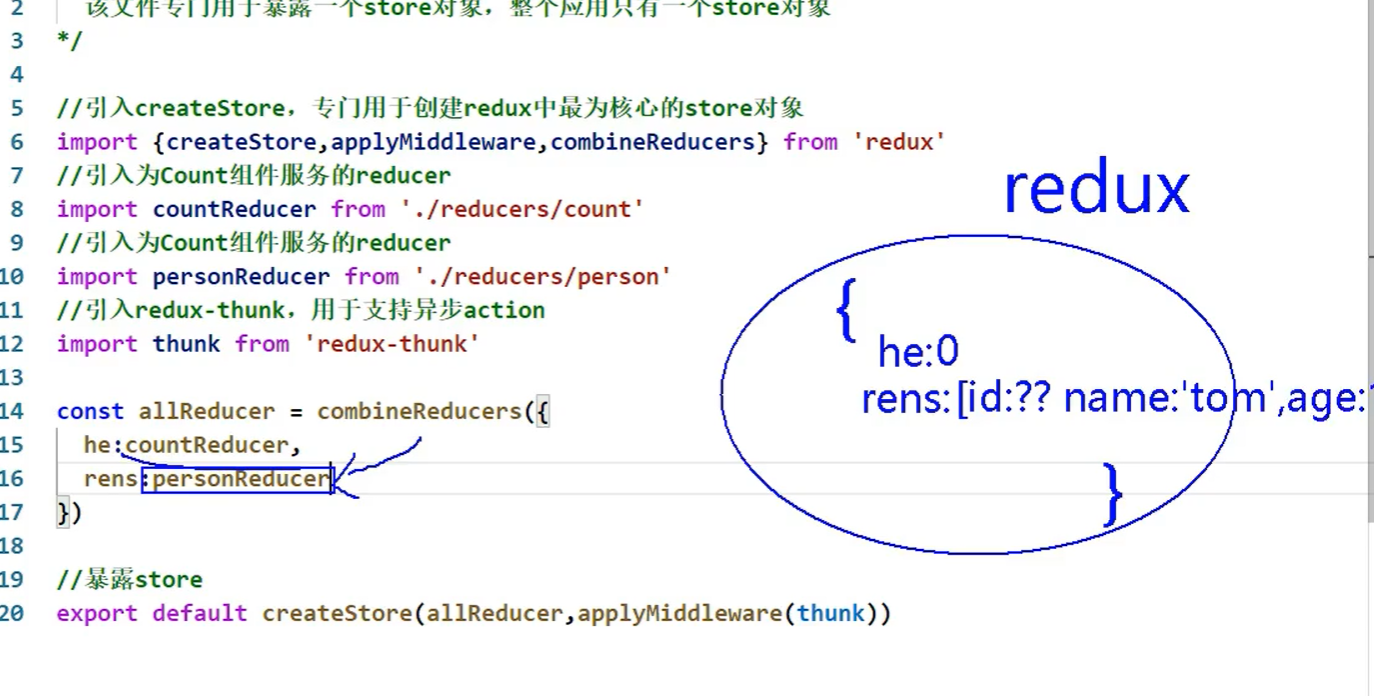 2 该文件专门用于暴露一个store对象，整个应用只有一个store对象
3 */
4
5 //引入createStore，专门用于创建redux中最为核心的store对象
6 import {createStore,applyMiddleware,combineReducers} from 'redux'
7 //引入为Count组件服务的reducer
8 import countReducer from './reducers/count'
9 //引入为Count组件服务的reducer
10 import personReducer from './reducers/person'
11 //引入redux-thunk，用于支持异步action
12 import thunk from 'redux-thunk'
13
14 const allReducer = combineReducers({
15 he:countReducer,
16 rens:personReducer
17 })
18
19 //暴露store
20 export default createStore(allReducer,applyMiddleware(thunk))
redux
{
he:0
rens:[id:?? name:'tom',age:
}